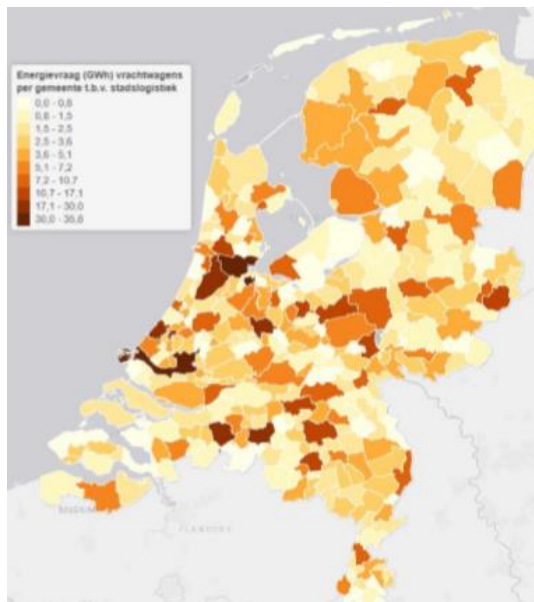 Energievraag (GWh) vrachtwagens
per gemeente t.b.v. stadslogistiek
0,0 - 0,8
0,8 - 1,5
1,5 - 2,5
2,5 - 3,6
3,6 - 5,1
5,1 - 7,2
7,2 - 10,7
10,7 - 17,1
17,1 - 30,0
30,0 - 35,8
FLANDERS